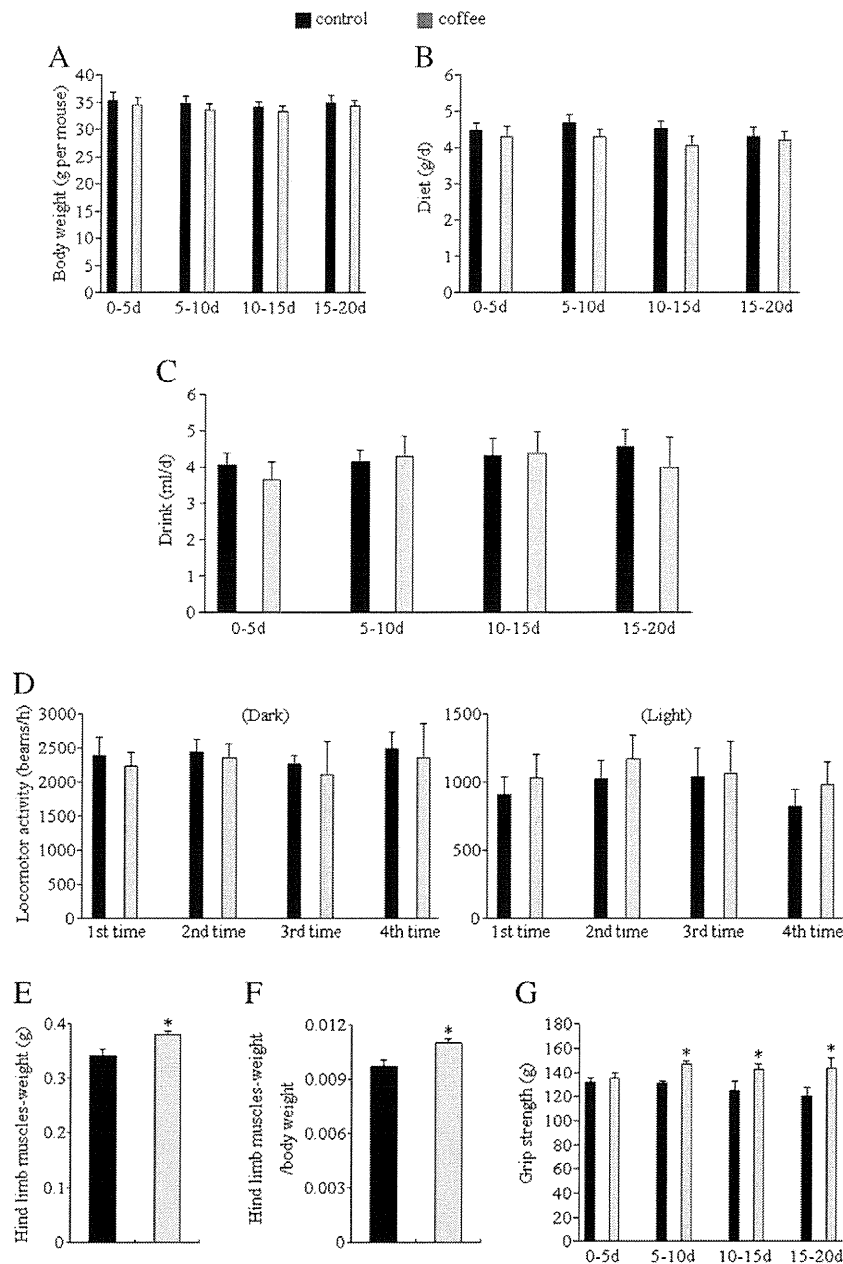 control coffee
A
Body weight (g per mouse)
40
35
30
25
20
15
10
5
0
0-5d 5-10d 10-15d 15-20d
B
Diet (g/d)
6
5
4
3
2
1
0
0-5d 5-10d 10-15d 15-20d
C
Drink (ml/d)
6
5
4
3
2
1
0
0-5d 5-10d 10-15d 15-20d
D
Locomotor activity (beams/h)
(Dark)
3000
2500
2000
1500
1000
500
0
1st time 2nd time 3rd time 4th time
(Light)
1500
1000
500
0
1st time 2nd time 3rd time 4th time
E
Hind limb muscles-weight (g)
0.4
0.3
0.2
0.1
0
*
F
Hind limb muscles-weight
/body weight
0.012
0.009
0.006
0.003
0
*
G
Grip strength (g)
180
160
140
120
100
80
60
40
20
0
* * *
0-5d 5-10d 10-15d 15-20d